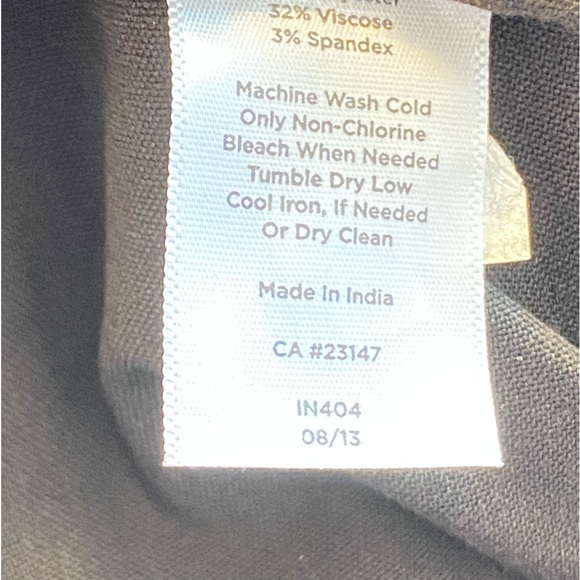 32% Viscose
3% Spandex
Machine Wash Cold
Only Non-Chlorine
Bleach When Needed
Tumble Dry Low
Cool Iron, If Needed
Or Dry Clean
Made in India
CA #23147
IN404
08/13